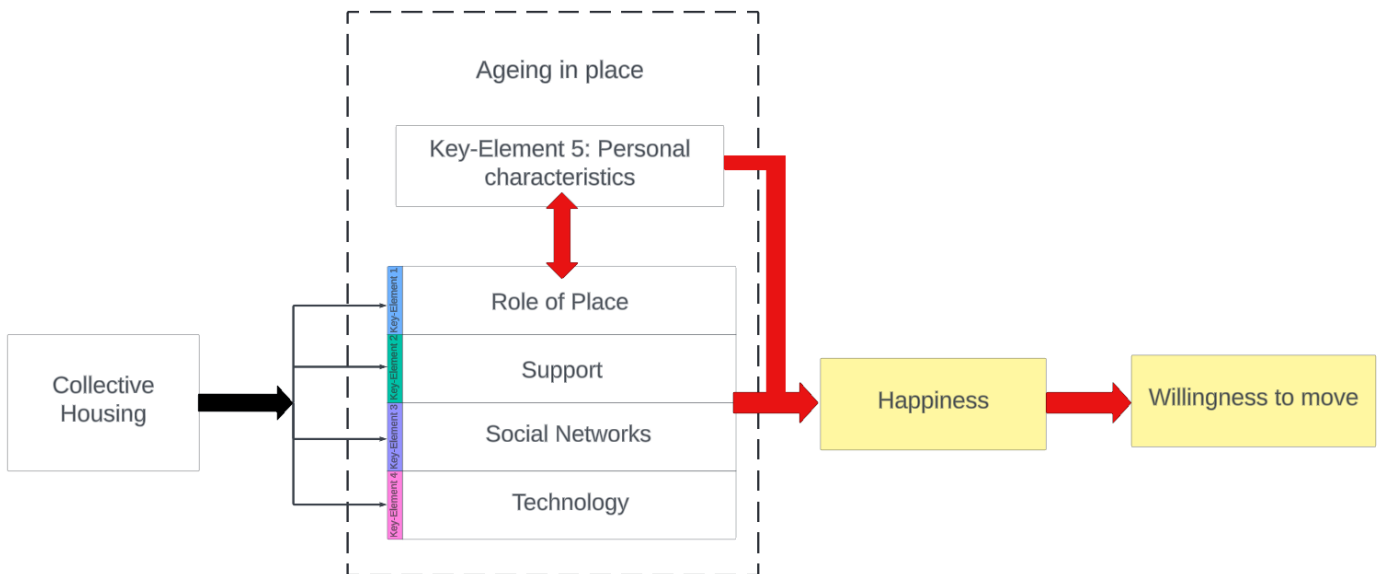 Ageing in place
Key-Element 5: Personal
characteristics
Key-Element 1
Role of Place
Key-Element 2
Support
Key-Element 3
Social Networks
Key-Element 4
Technology
Collective
Housing
Happiness
Willingness to move